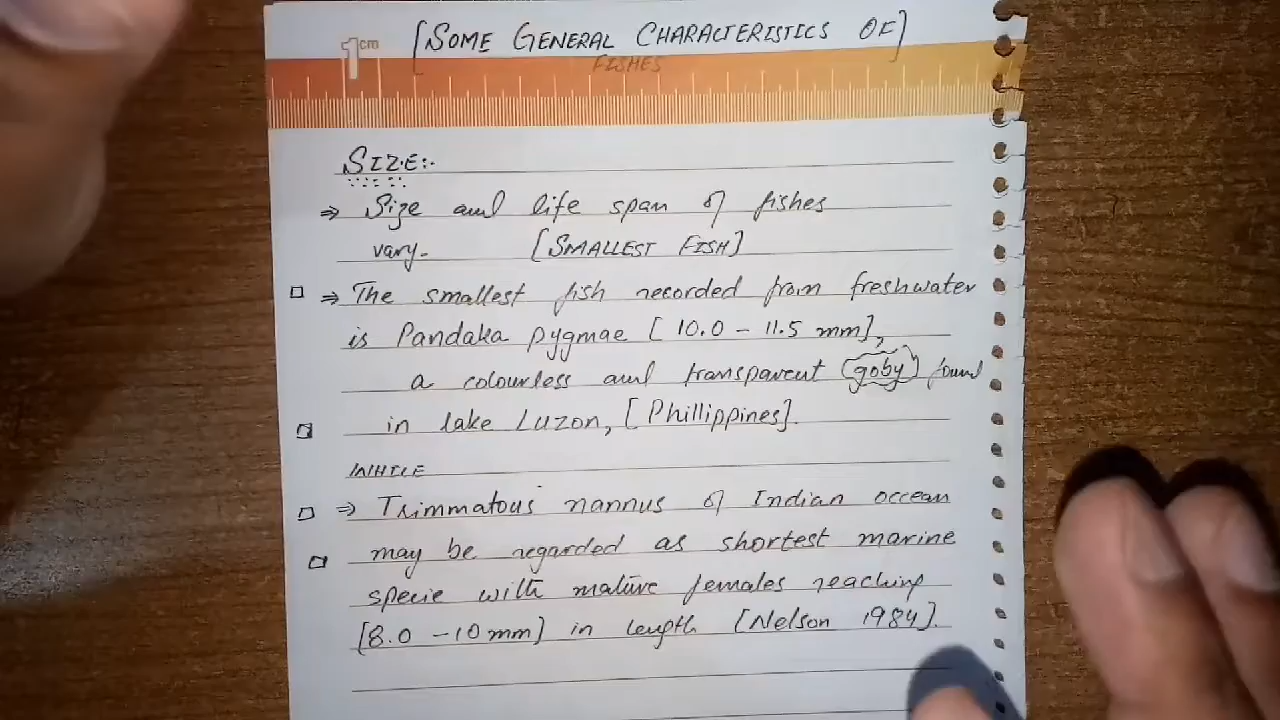 1cm
[SOME GENERAL CHARACTERISTICS OF]
FISHES
SIZE:-
⇒ Size and life span of fishes
vary. [SMALLEST FISH]
⇒ The smallest fish recorded from freshwater
is Pandaka pygmae [10.0 - 11.5 mm],
a colourless and transparent (goby) found
in lake Luzon, [Phillippines].
WHILE
⇒ Trimmatous nannus of Indian occean
may be regarded as shortest marine
specie with mature females reaching
[8.0 - 10 mm] in length [Nelson 1984].